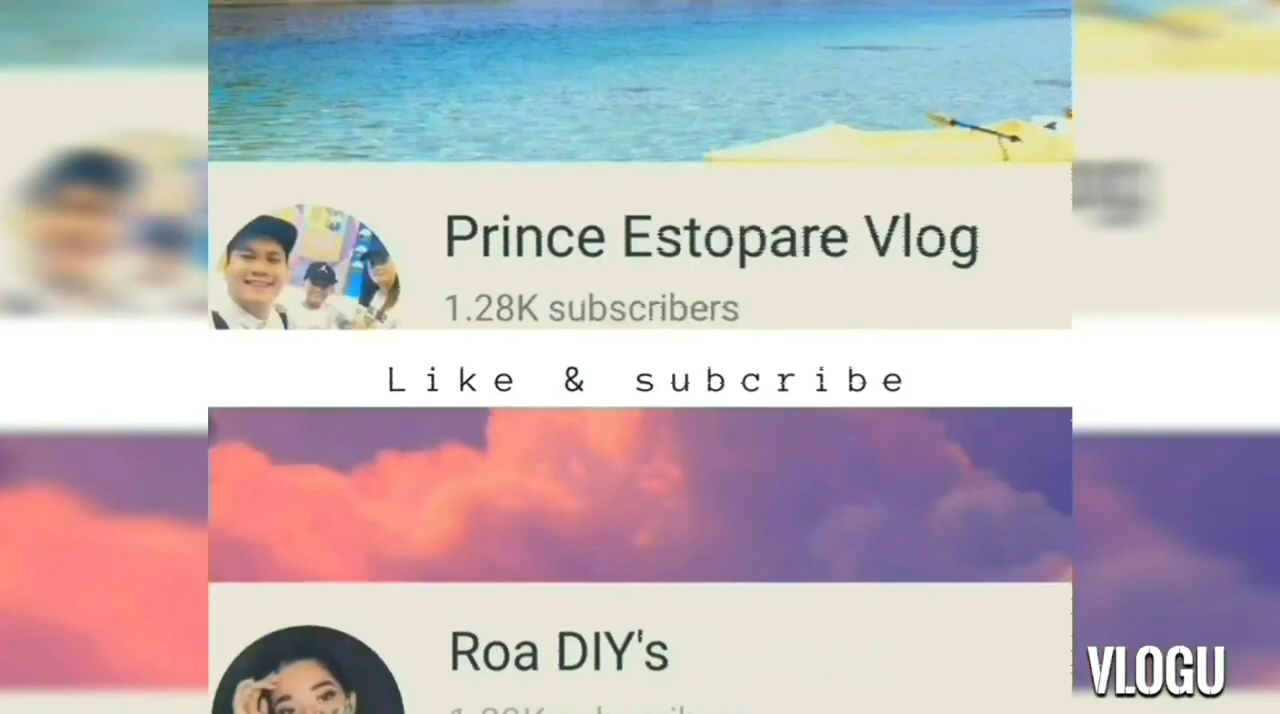 Prince Estopare Vlog
1.28K subscribers
Like & subcribe
Roa DIY's
VLOGU